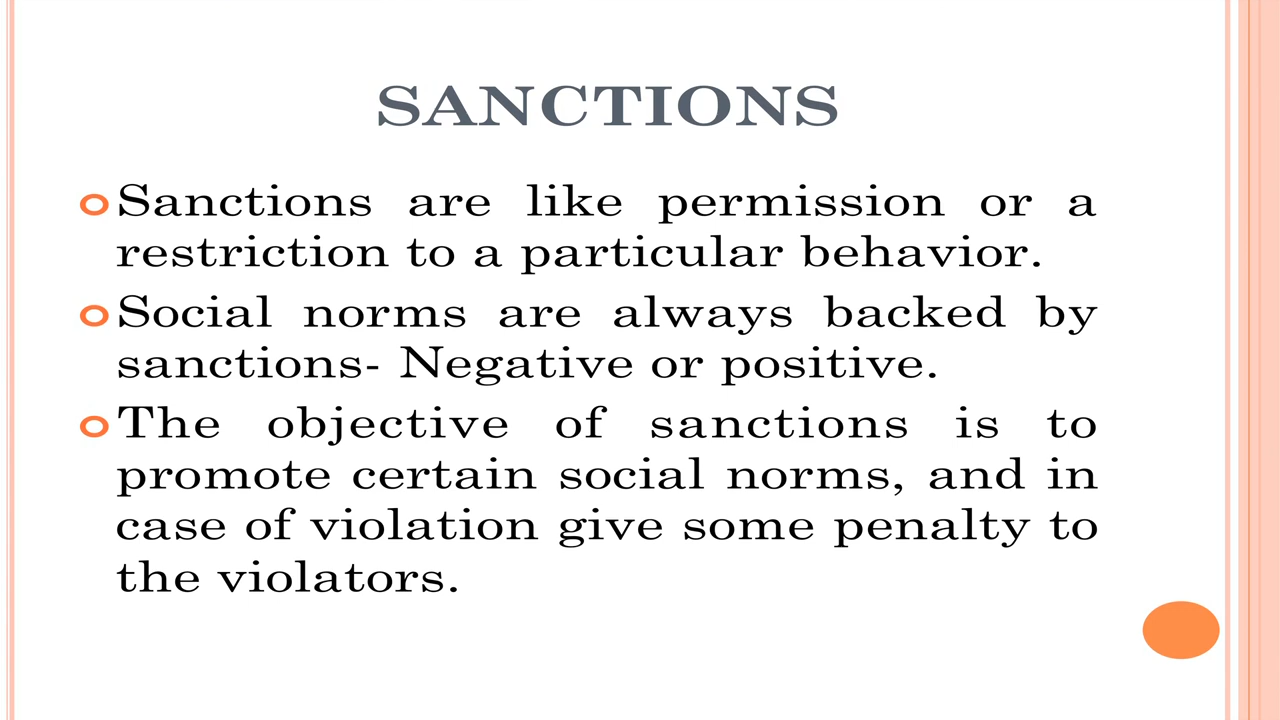 SANCTIONS
Sanctions are like permission or a
restriction to a particular behavior.
Social norms are always backed by
sanctions- Negative or positive.
The objective of sanctions is to
promote certain social norms, and in
case of violation give some penalty to
the violators.